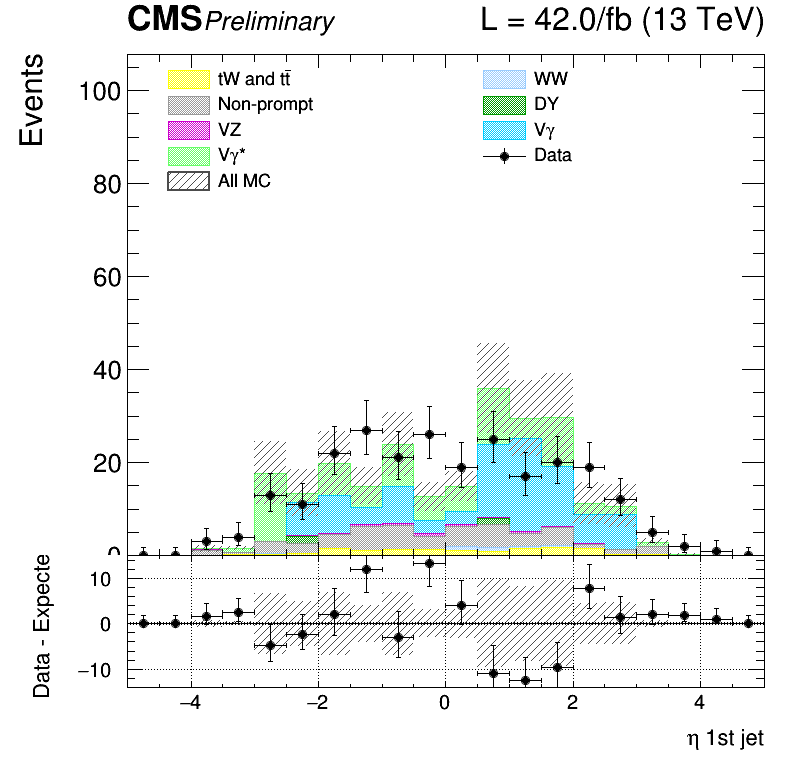 CMS Preliminary L = 42.0/fb (13 TeV)
Events
100
80
60
40
20
0
tW and tt̄
Non-prompt
VZ
Vγ*
All MC
WW
DY
Vγ
Data
Data - Expecte
10
0
−10
−4 −2 0 2 4
η 1st jet